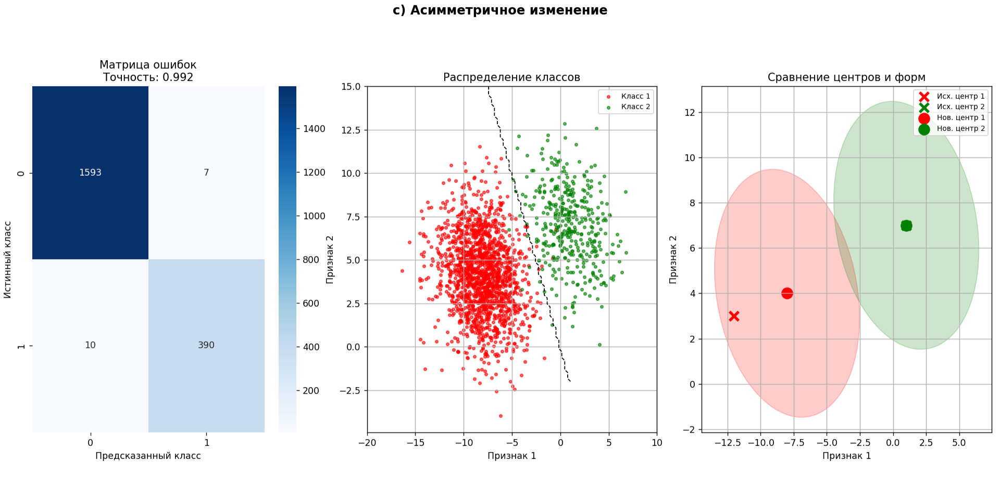 c) Асимметричное изменение
Матрица ошибок
Точность: 0.992
1593
7
10
390
0
1
0
1
Истинный класс
Предсказанный класс
1400
1200
1000
800
600
400
200
Распределение классов
Класс 1
Класс 2
15.0
12.5
10.0
7.5
5.0
2.5
0.0
−2.5
Признак 2
−20
−15
−10
−5
0
5
10
Признак 1
Сравнение центров и форм
Исх. центр 1
Исх. центр 2
Нов. центр 1
Нов. центр 2
12
10
8
6
4
2
0
−2
Признак 2
−12.5
−10.0
−7.5
−5.0
−2.5
0.0
2.5
5.0
Признак 1